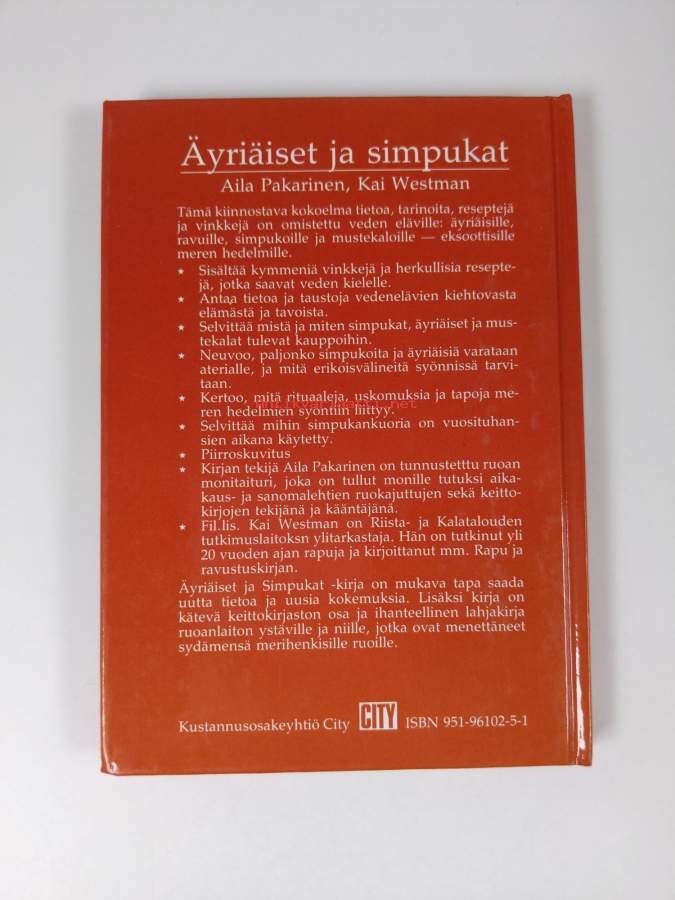 Äyriäiset ja simpukat
Aila Pakarinen, Kai Westman
Tämä kiinnostava kokoelma tietoa, tarinoita, reseptejä
ja vinkkejä on omistettu veden eläville: äyriäisille,
ravuille, simpukoille ja mustekaloille — eksoottisille
meren hedelmille.
★ Sisältää kymmeniä vinkkejä ja herkullisia resepte-
jä, jotka saavat veden kielelle.
★ Antaa tietoa ja taustoja vedenelävien kiehtovasta
elämästä ja tavoista.
★ Selvittää mistä ja miten simpukat, äyriäiset ja mus-
tekalat tulevat kauppoihin.
★ Neuvoo, paljonko simpukoita ja äyriäisiä varataan
aterialle, ja mitä erikoisvälineitä syönnissä tarvi-
taan.
★ Kertoo, mitä rituaaleja, uskomuksia ja tapoja me-
ren hedelmien syöntiin liittyy.
★ Selvittää mihin simpukankuoria on vuosituhan-
sien aikana käytetty.
★ Piirroskuvitus
★ Kirjan tekijä Aila Pakarinen on tunnustetttu ruoan
monitaituri, joka on tullut monille tutuksi aika-
kaus- ja sanomalehtien ruokajuttujen sekä keitto-
kirjojen tekijänä ja kääntäjänä.
★ Fil.lis. Kai Westman on Riista- ja Kalatalouden
tutkimuslaitoksn ylitarkastaja. Hän on tutkinut yli
20 vuoden ajan rapuja ja kirjoittanut mm. Rapu ja
ravustuskirjan.
Äyriäiset ja Simpukat -kirja on mukava tapa saada
uutta tietoa ja uusia kokemuksia. Lisäksi kirja on
kätevä keittokirjaston osa ja ihanteellinen lahjakirja
ruoanlaiton ystäville ja niille, jotka ovat menettäneet
sydämensä merihenkisille ruoille.
Kustannusosakeyhtiö City CITY ISBN 951-96102-5-1